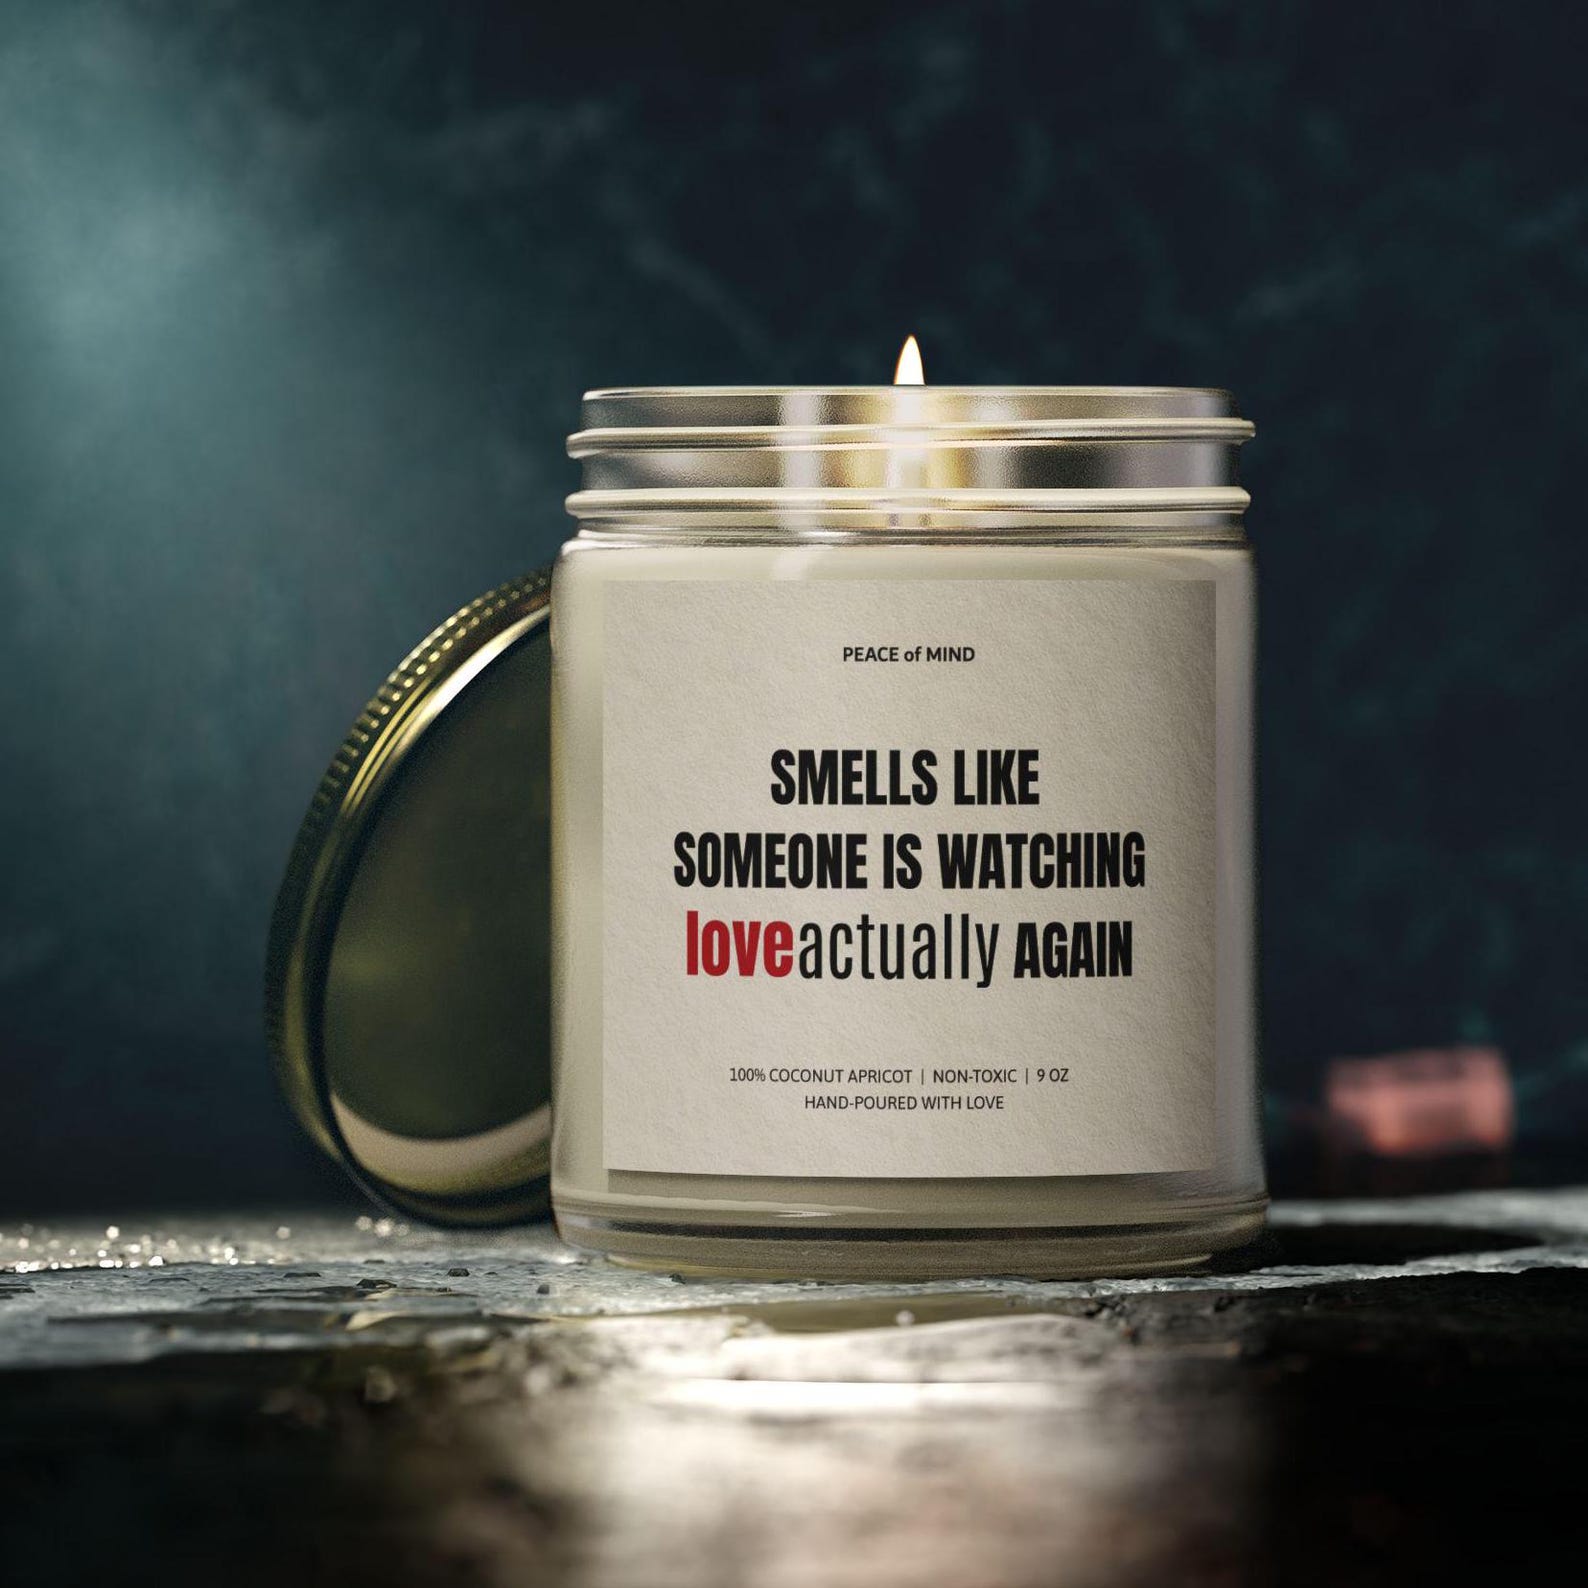 PEACE of MIND
SMELLS LIKE
SOMEONE IS WATCHING
loveactually AGAIN
100% COCONUT APRICOT | NON-TOXIC | 9 OZ
HAND-POURED WITH LOVE